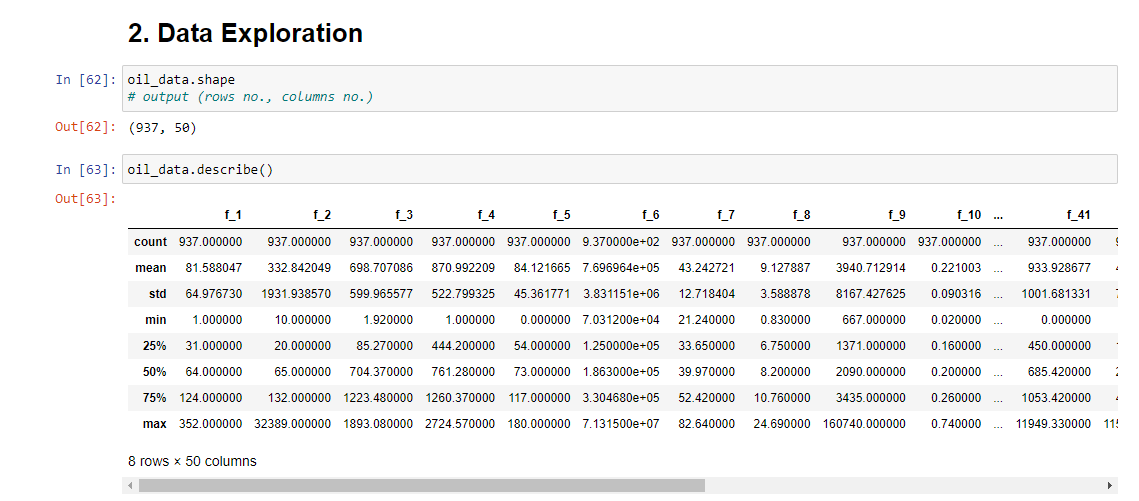 2. Data Exploration
In [62]: oil_data.shape
# output (rows no., columns no.)
Out[62]: (937, 50)
In [63]: oil_data.describe()
Out[63]:
f_1 f_2 f_3 f_4 f_5 f_6 f_7 f_8 f_9 f_10 ... f_41
count 937.000000 937.000000 937.000000 937.000000 937.000000 9.370000e+02 937.000000 937.000000 937.000000 937.000000 ... 937.000000
mean 81.588047 332.842049 698.707086 870.992209 84.121665 7.696964e+05 43.242721 9.127887 3940.712914 0.221003 ... 933.928677
std 64.976730 1931.938570 599.965577 522.799325 45.361771 3.831151e+06 12.718404 3.588878 8167.427625 0.090316 ... 1001.681331
min 1.000000 10.000000 1.920000 1.000000 0.000000 7.031200e+04 21.240000 0.830000 667.000000 0.020000 ... 0.000000
25% 31.000000 20.000000 85.270000 444.200000 54.000000 1.250000e+05 33.650000 6.750000 1371.000000 0.160000 ... 450.000000
50% 64.000000 65.000000 704.370000 761.280000 73.000000 1.863000e+05 39.970000 8.200000 2090.000000 0.200000 ... 685.420000
75% 124.000000 132.000000 1223.480000 1260.370000 117.000000 3.304680e+05 52.420000 10.760000 3435.000000 0.260000 ... 1053.420000
max 352.000000 32389.000000 1893.080000 2724.570000 180.000000 7.131500e+07 82.640000 24.690000 160740.000000 0.740000 ... 11949.330000
8 rows × 50 columns